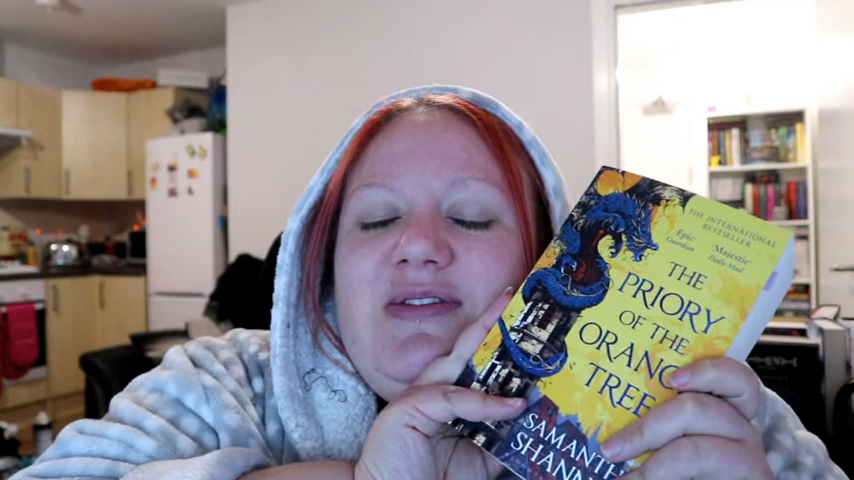 THE INTERNATIONAL
BESTSELLER
Epic
Guardian
Majestic
Daily Mail
THE
PRIORY
OF THE
ORANG
TREE
SAMANTH
SHANN